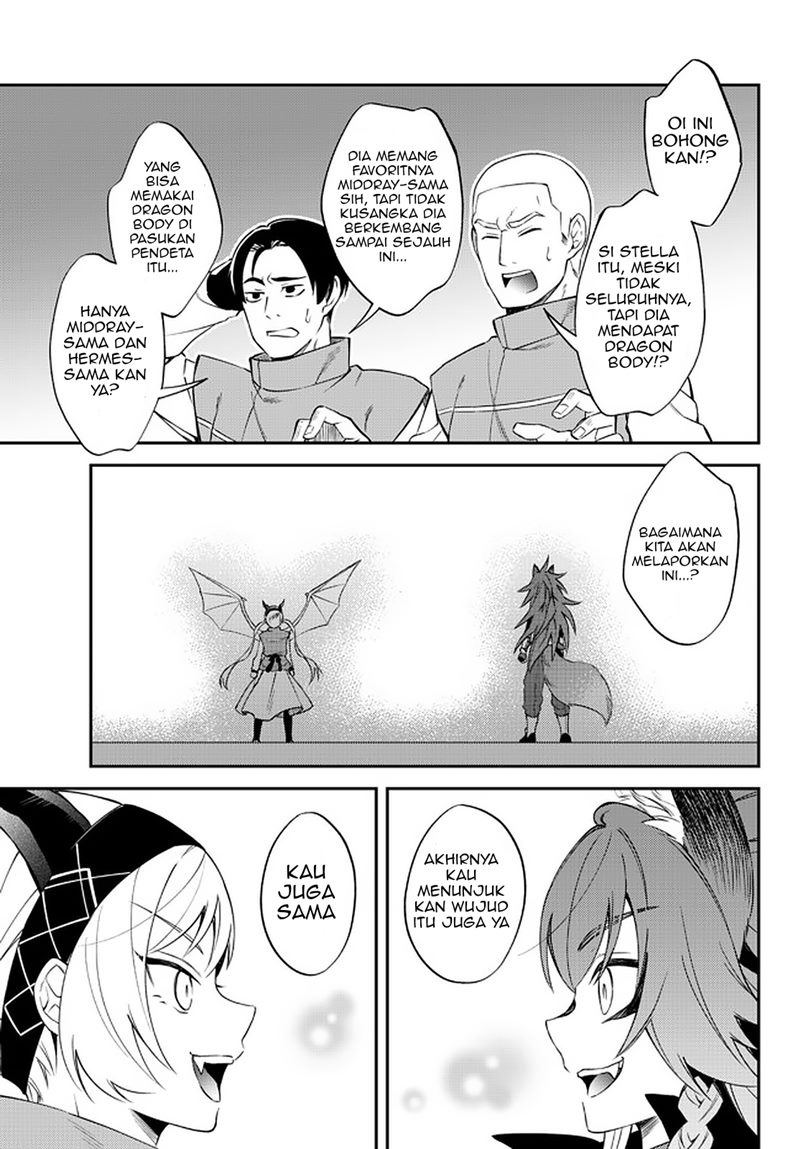 OI INI
BOHONG
KAN!?
SI STELLA
ITU, MESKI
TIDAK
SELURUHNYA,
TAPI DIA
MENDAPAT
DRAGON
BODY!?
DIA MEMANG
FAVORITNYA
MIDDRAY-SAMA
SIH, TAPI TIDAK
KUSANGKA DIA
BERKEMBANG
SAMPAI SEJAUH
INI...
YANG
BISA
MEMAKAI
DRAGON
BODY DI
PASUKAN
PENDETA
ITU...
HANYA
MIDDRAY-
SAMA DAN
HERMES-
SAMA KAN
YA?
BAGAIMANA
KITA AKAN
MELAPORKAN
INI...?
AKHIRNYA
KAU
MENUNJUK
KAN WUJUD
ITU JUGA YA
KAU
JUGA
SAMA